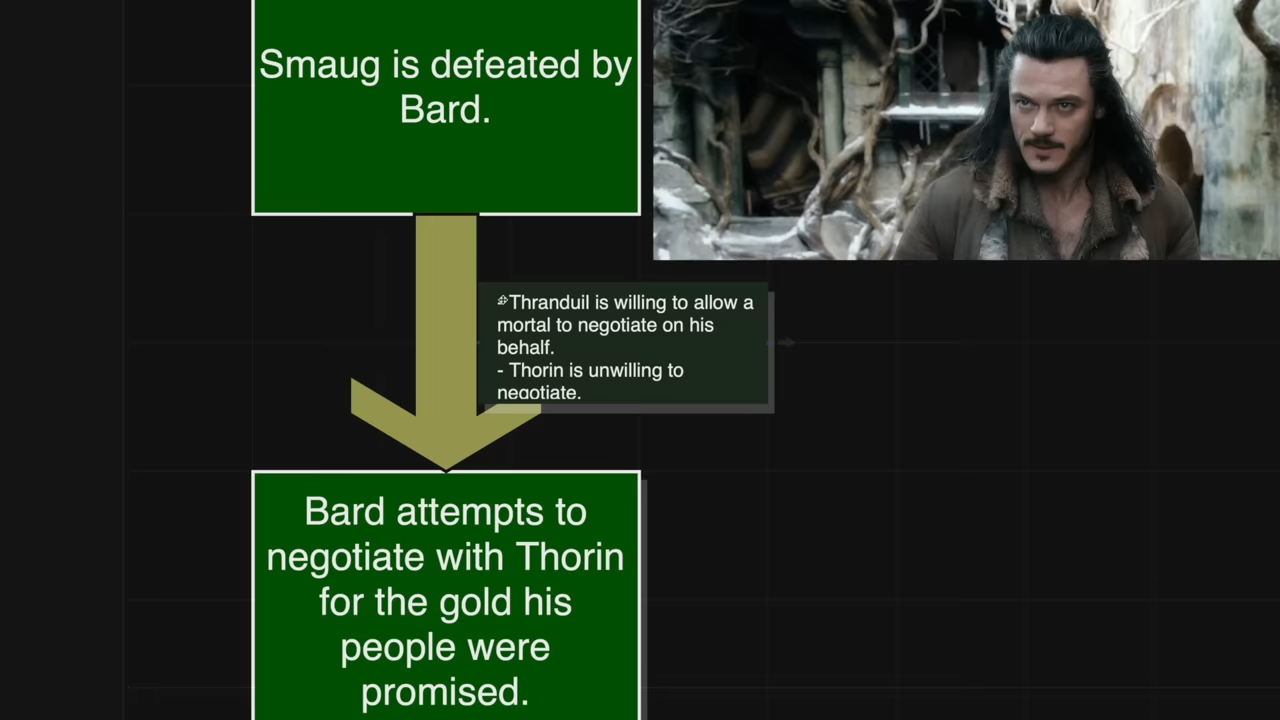 Smaug is defeated by
Bard.
Thranduil is willing to allow a
mortal to negotiate on his
behalf.
- Thorin is unwilling to
negotiate.
Bard attempts to
negotiate with Thorin
for the gold his
people were
promised.